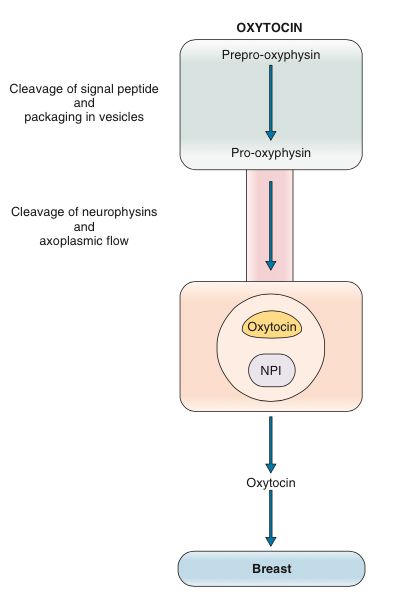 OXYTOCIN
Prepro-oxyphysin
Cleavage of signal peptide
and
packaging in vesicles
Pro-oxyphysin
Cleavage of neurophysins
and
axoplasmic flow
Oxytocin
NPI
Oxytocin
Breast